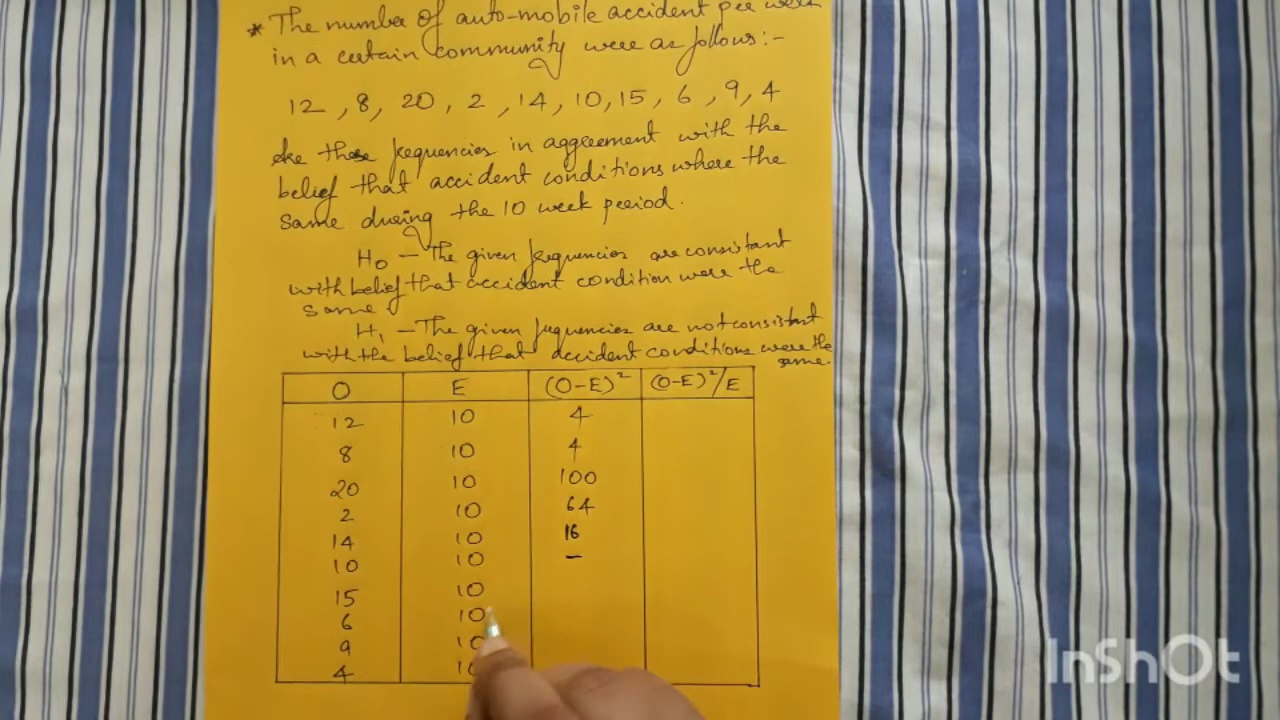 * The number of auto-mobile accident per week
in a certain community were as follows:-
12, 8, 20, 2, 14, 10, 15, 6, 9, 4
Are these frequencies in aggreement with the
belief that accident conditions where the
same during the 10 week period.
H₀ – The given frequencies are consistant
with belief that accident condition were the
same
H₁ – The given frequencies are not consistant
with the belief that accident conditions were the
same.
O E (O-E)² (O-E)²/E
12 10 4
8 10 4
20 10 100
2 10 64
14 10 16
10 10 –
15 10
6 10
9 10
4 10
InShOt